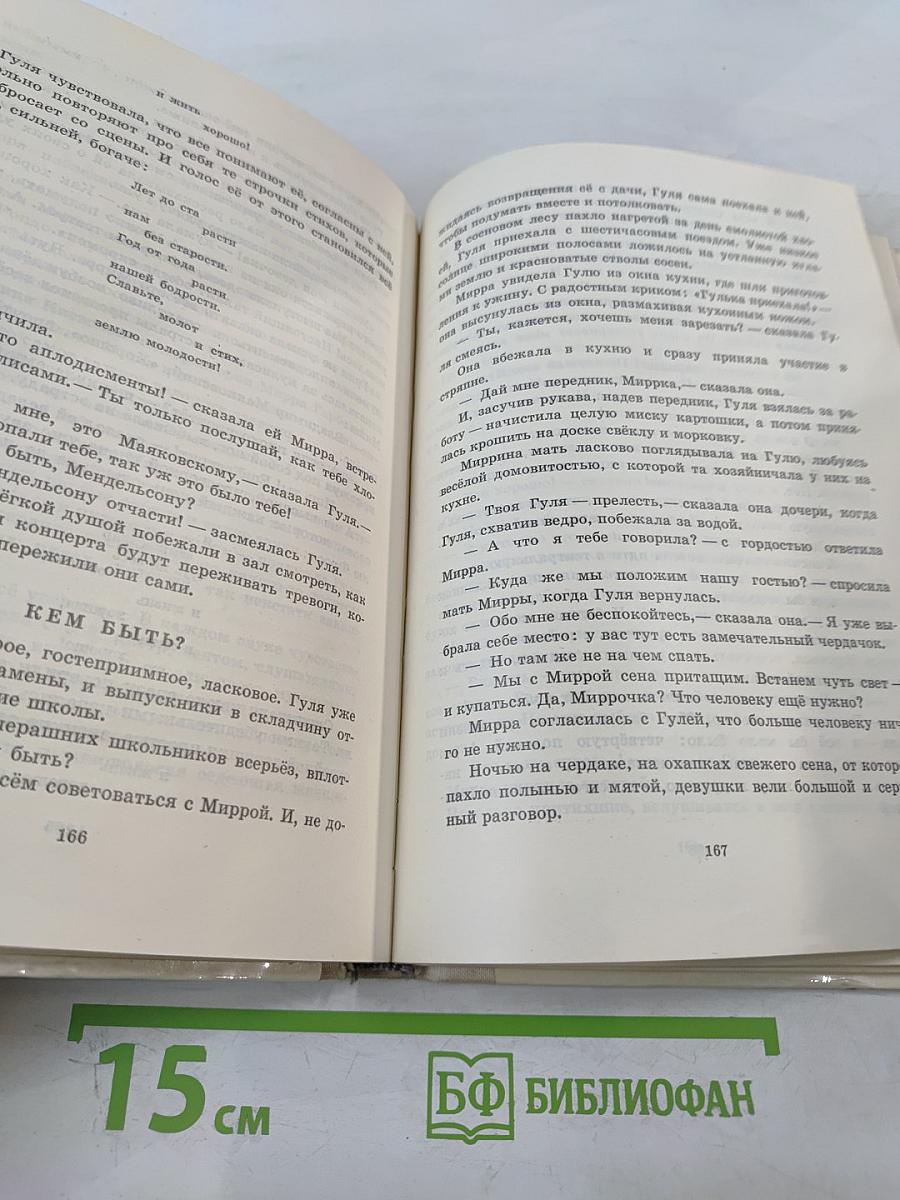 и жить
хорошо!
Гуля чувствовала, что все понимают её, согласны с ней,
повторяют про себя те строчки стихов, которые
бросает со сцены. И голос её от этого становился всё
сильней, богаче:
Лет до ста
расти
нам
без старости.
Год от года
расти
нашей бодрости.
Славьте,
молот
и стих,
землю молодости!
аплодисменты! — сказала ей Мирра, встре-
— Ты только послушай, как тебе хло-
мне, это Маяковскому,— сказала Гуля.—
тебе, так уж это было тебе!
быть, Мендельсону?
отчасти! — засмеялась Гуля.
душой побежали в зал смотреть, как
концерта будут переживать тревоги, ко-
пережили они сами.
КЕМ БЫТЬ?
гостеприимное, ласковое. Гуля уже
и выпускники в складчину от-
школы.
школьников всерьёз, вплот-
быть?
советоваться с Миррой. И, не до-
166
жидаясь возвращения её с дачи, Гуля сама поехала к ней,
чтобы подумать вместе и потолковать.
В сосновом лесу пахло нагретой за день смолистой хво-
ей. Гуля приехала с шестичасовым поездом. Уже низкое
солнце широкими полосами ложилось на устланную игла-
ми землю и красноватые стволы сосен.
Мирра увидела Гулю из окна кухни, где шли приготов-
ления к ужину. С радостным криком: «Гулька приехала!» —
она высунулась из окна, размахивая кухонным ножом.
— Ты, кажется, хочешь меня зарезать? — сказала Гу-
ля смеясь.
Она вбежала в кухню и сразу приняла участие в
стряпне.
— Дай мне передник, Миррка,— сказала она.
И, засучив рукава, надев передник, Гуля взялась за ра-
боту — начистила целую миску картошки, а потом приня-
лась крошить на доске свёклу и морковку.
Миррина мать ласково поглядывала на Гулю, любуясь
весёлой домовитостью, с которой та хозяйничала у них на
кухне.
— Твоя Гуля — прелесть,— сказала она дочери, когда
Гуля, схватив ведро, побежала за водой.
— А что я тебе говорила? — с гордостью ответила
Мирра.
— Куда же мы положим нашу гостью? — спросила
мать Мирры, когда Гуля вернулась.
— Обо мне не беспокойтесь,— сказала она.— Я уже вы-
брала себе место: у вас тут есть замечательный чердачок.
— Но там же не на чем спать.
— Мы с Миррой сена притащим. Встанем чуть свет —
и купаться. Да, Миррочка? Что человеку ещё нужно?
Мирра согласилась с Гулей, что больше человеку нич
го не нужно.
Ночью на чердаке, на охапках свежего сена, от котор
пахло полынью и мятой, девушки вели большой и сер
ный разговор.
167
15 см
БФ БИБЛИОФАН